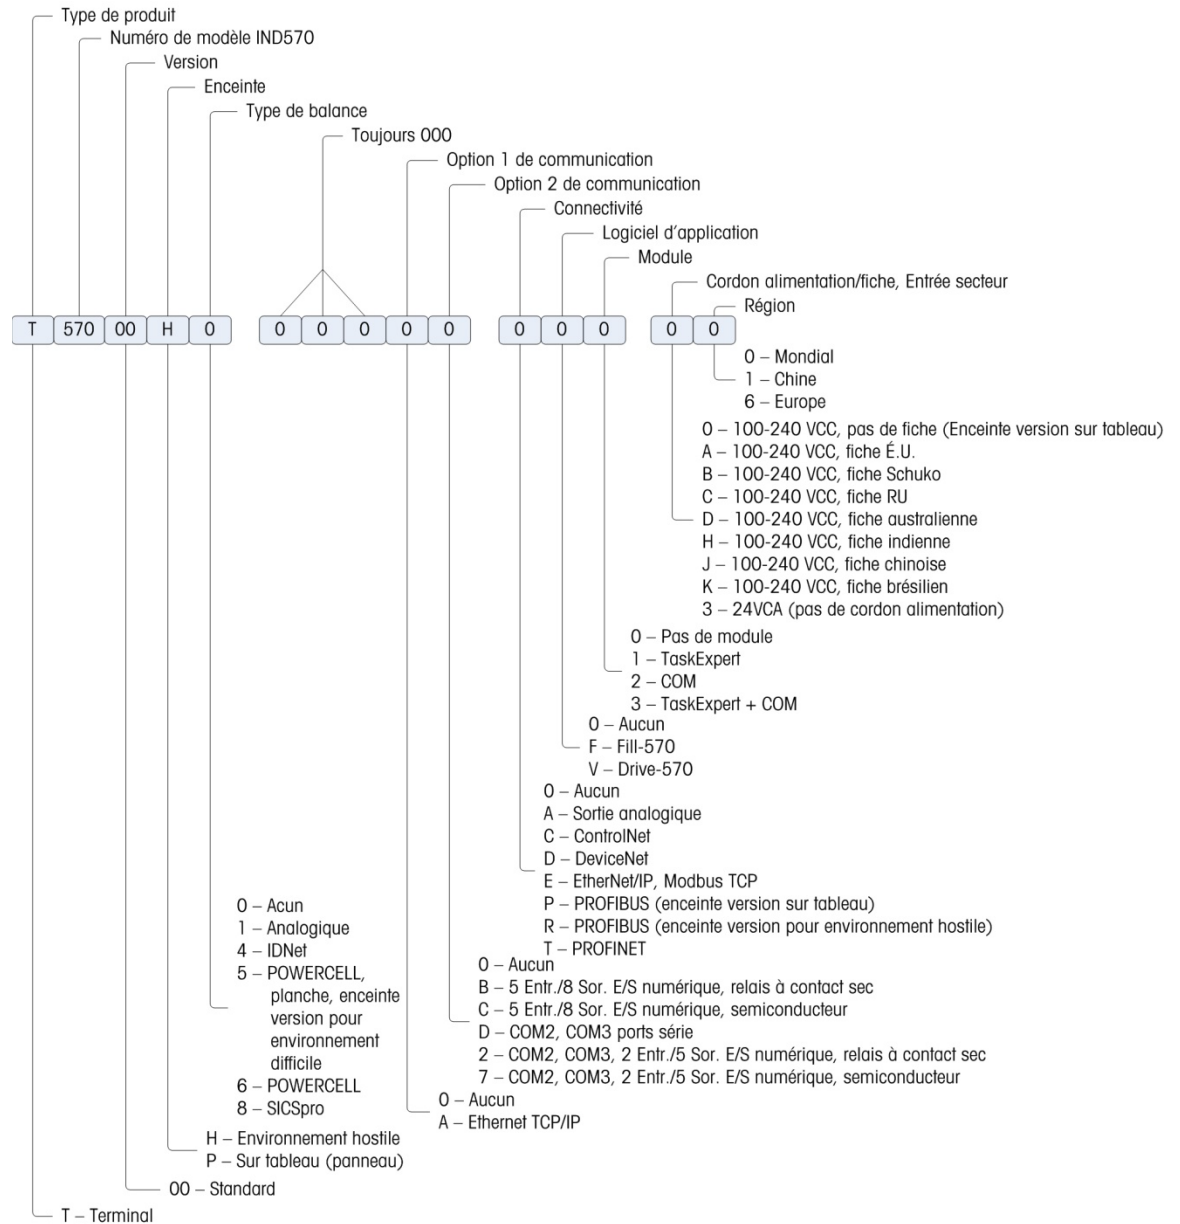 Type de produit
Numéro de modèle IND570
Version
Enceinte
Type de balance
Toujours 000
Option 1 de communication
Option 2 de communication
Connectivité
Logiciel d'application
Module
Cordon alimentation/fiche, Entrée secteur
Région
T 570 00 H 0 0 0 0 0 0 0 0 0 0 0
0 – Mondial
1 – Chine
6 – Europe
0 – 100-240 VCC, pas de fiche (Enceinte version sur tableau)
A – 100-240 VCC, fiche É.U.
B – 100-240 VCC, fiche Schuko
C – 100-240 VCC, fiche RU
D – 100-240 VCC, fiche australienne
H – 100-240 VCC, fiche indienne
J – 100-240 VCC, fiche chinoise
K – 100-240 VCC, fiche brésilien
3 – 24VCA (pas de cordon alimentation)
0 – Pas de module
1 – TaskExpert
2 – COM
3 – TaskExpert + COM
0 – Aucun
F – Fill-570
V – Drive-570
0 – Aucun
A – Sortie analogique
C – ControlNet
D – DeviceNet
E – EtherNet/IP, Modbus TCP
P – PROFIBUS (enceinte version sur tableau)
R – PROFIBUS (enceinte version pour environnement hostile)
T – PROFINET
0 – Aucun
B – 5 Entr./8 Sor. E/S numérique, relais à contact sec
C – 5 Entr./8 Sor. E/S numérique, semiconducteur
D – COM2, COM3 ports série
2 – COM2, COM3, 2 Entr./5 Sor. E/S numérique, relais à contact sec
7 – COM2, COM3, 2 Entr./5 Sor. E/S numérique, semiconducteur
0 – Aucun
A – Ethernet TCP/IP
0 – Acun
1 – Analogique
4 – IDNet
5 – POWERCELL,
planche, enceinte
version pour
environnement
difficile
6 – POWERCELL
8 – SICSpro
H – Environnement hostile
P – Sur tableau (panneau)
00 – Standard
T – Terminal